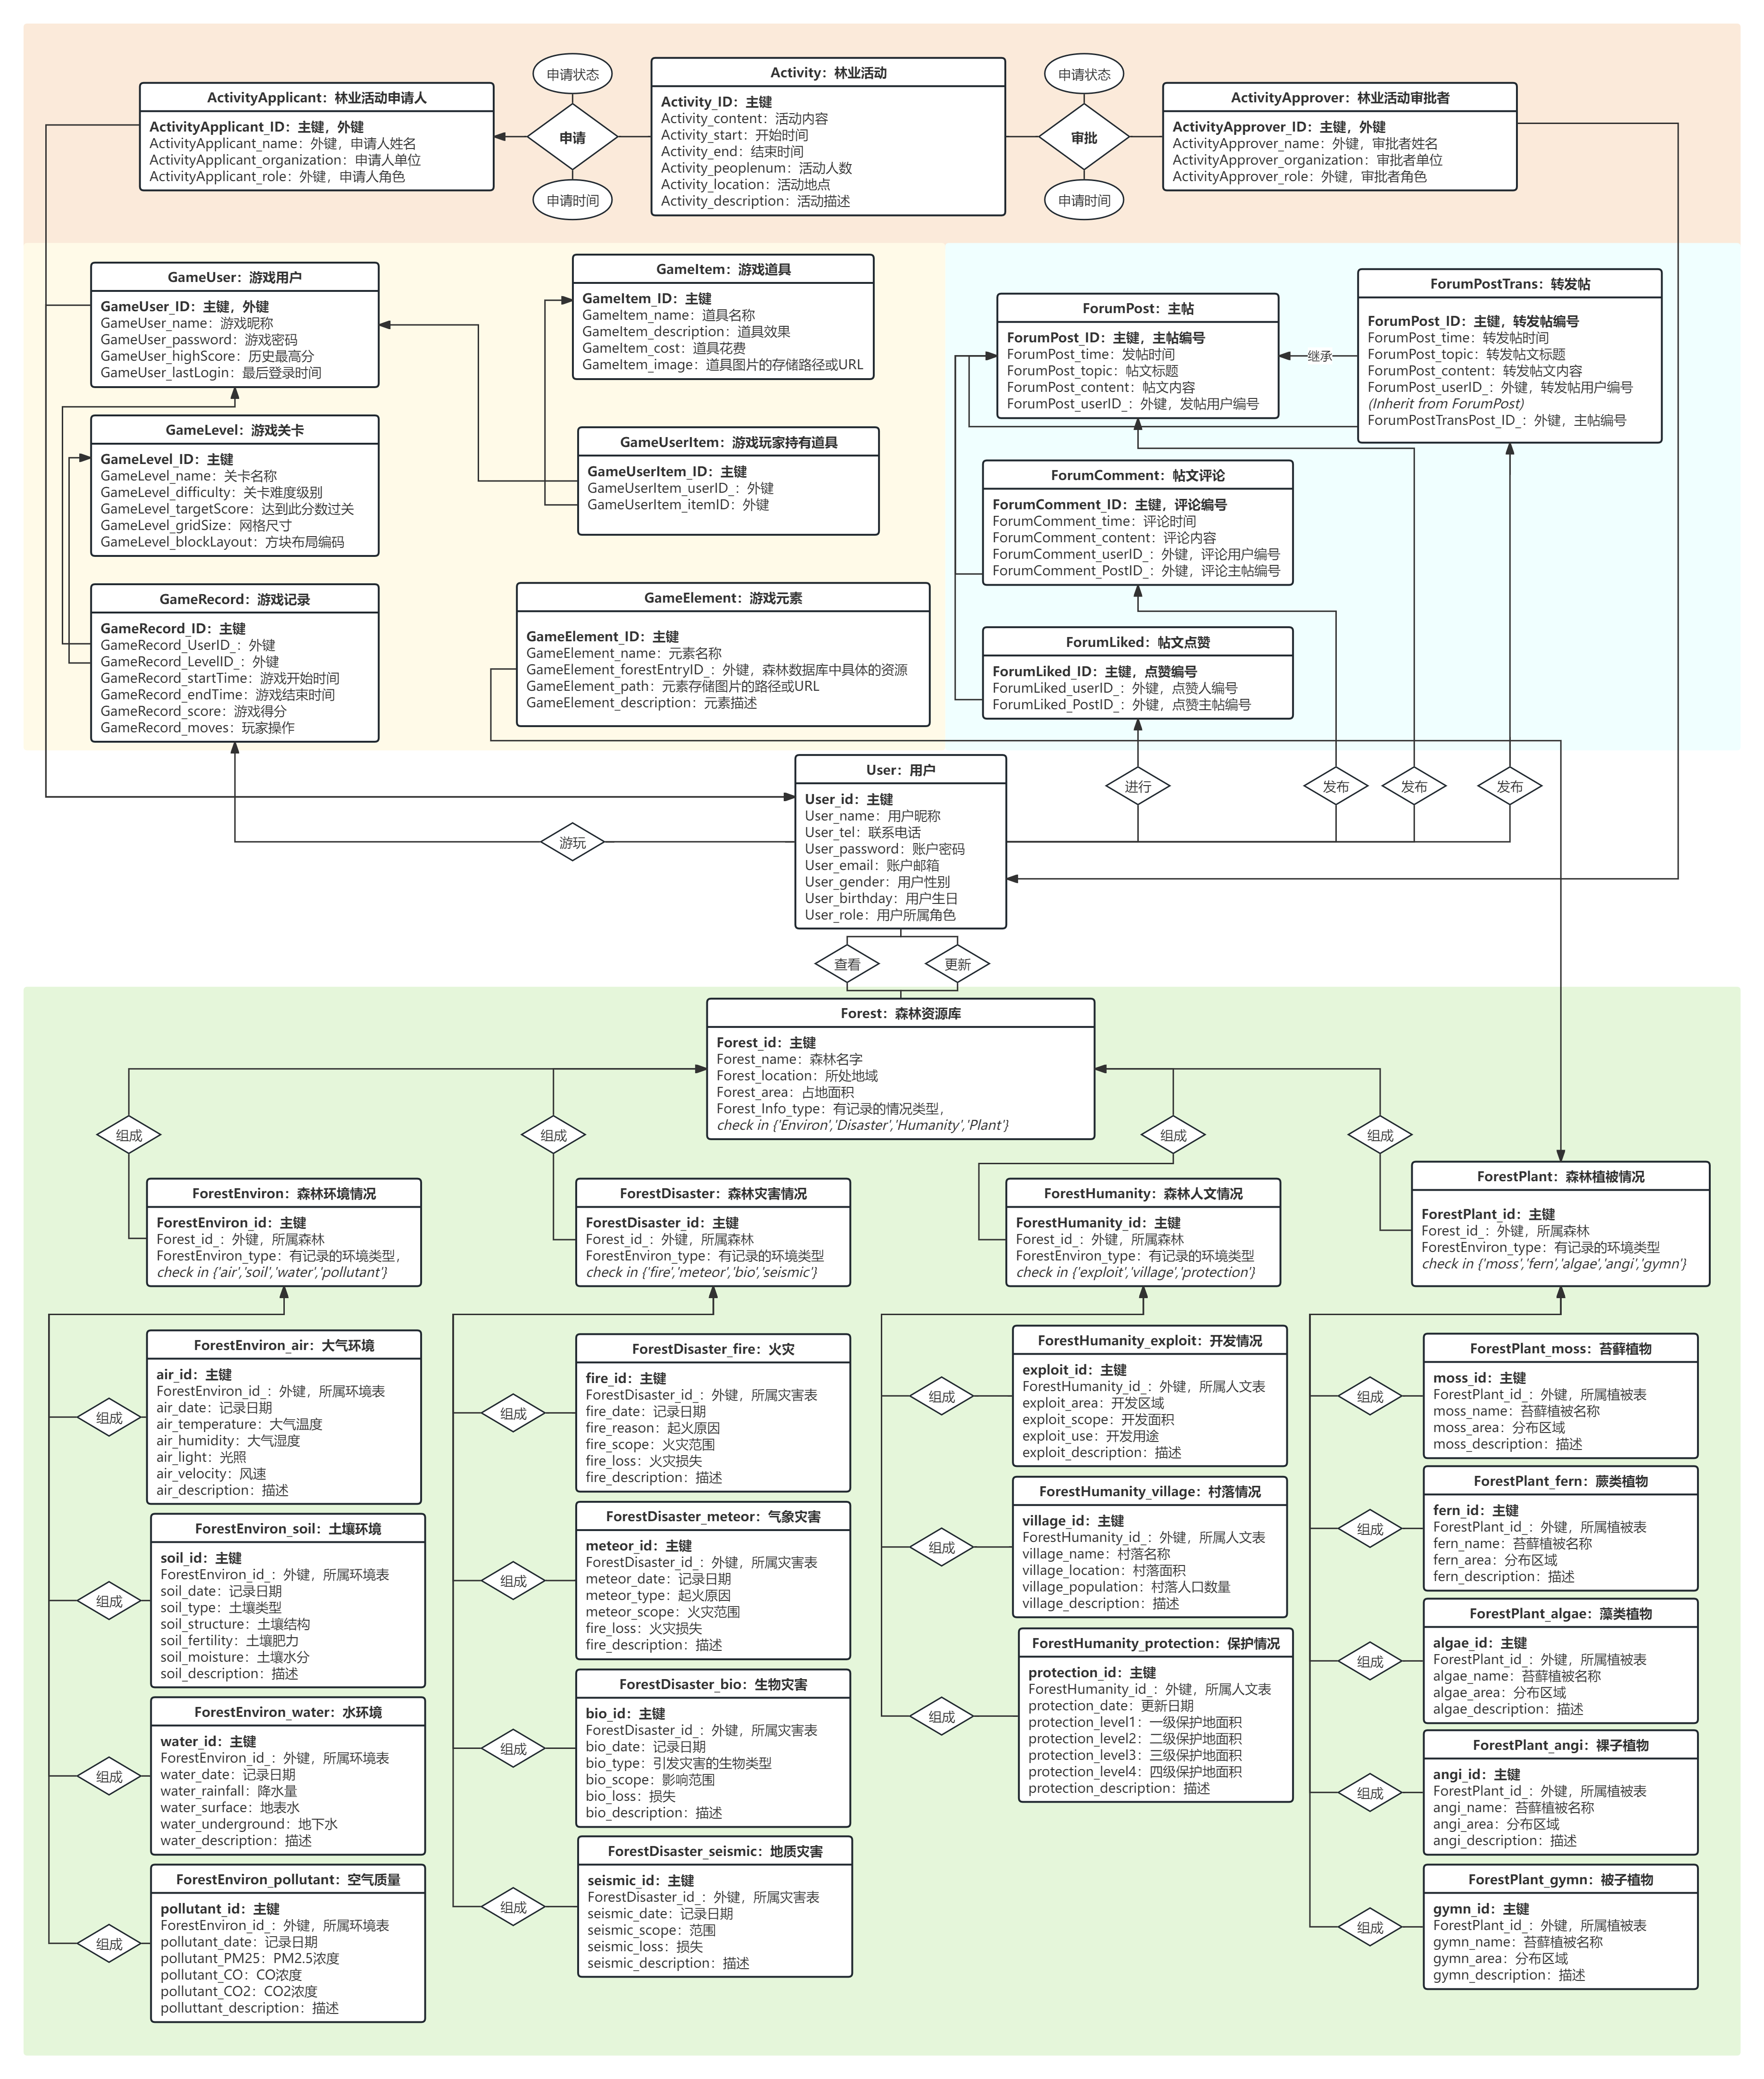 ActivityApplicant：林业活动申请人
ActivityApplicant_ID：主键，外键
ActivityApplicant_name：外键，申请人姓名
ActivityApplicant_organization：申请人单位
ActivityApplicant_role：外键，申请人角色
申请状态
申请
申请时间
Activity：林业活动
Activity_ID：主键
Activity_content：活动内容
Activity_start：开始时间
Activity_end：结束时间
Activity_peoplenum：活动人数
Activity_location：活动地点
Activity_description：活动描述
申请状态
审批
申请时间
ActivityApprover：林业活动审批者
ActivityApprover_ID：主键，外键
ActivityApprover_name：外键，审批者姓名
ActivityApprover_organization：审批者单位
ActivityApprover_role：外键，审批者角色
GameUser：游戏用户
GameUser_ID：主键，外键
GameUser_name：游戏昵称
GameUser_password：游戏密码
GameUser_highScore：历史最高分
GameUser_lastLogin：最后登录时间
GameLevel：游戏关卡
GameLevel_ID：主键
GameLevel_name：关卡名称
GameLevel_difficulty：关卡难度级别
GameLevel_targetScore：达到此分数过关
GameLevel_gridSize：网格尺寸
GameLevel_blockLayout：方块布局编码
GameRecord：游戏记录
GameRecord_ID：主键
GameRecord_UserID_：外键
GameRecord_LevelID_：外键
GameRecord_startTime：游戏开始时间
GameRecord_endTime：游戏结束时间
GameRecord_score：游戏得分
GameRecord_moves：玩家操作
GameItem：游戏道具
GameItem_ID：主键
GameItem_name：道具名称
GameItem_description：道具效果
GameItem_cost：道具花费
GameItem_image：道具图片的存储路径或URL
GameUserItem：游戏玩家持有道具
GameUserItem_ID：主键
GameUserItem_userID_：外键
GameUserItem_itemID：外键
GameElement：游戏元素
GameElement_ID：主键
GameElement_name：元素名称
GameElement_forestEntryID_：外键，森林数据库中具体的资源
GameElement_path：元素存储图片的路径或URL
GameElement_description：元素描述
ForumPost：主帖
ForumPost_ID：主键，主帖编号
ForumPost_time：发帖时间
ForumPost_topic：帖文标题
ForumPost_content：帖文内容
ForumPost_userID_：外键，发帖用户编号
继承
ForumPostTrans：转发帖
ForumPost_ID：主键，转发帖编号
ForumPost_time：转发帖时间
ForumPost_topic：转发帖文标题
ForumPost_content：转发帖文内容
ForumPost_userID_：外键，转发帖用户编号
(Inherit from ForumPost)
ForumPostTransPost_ID_：外键，主帖编号
ForumComment：帖文评论
ForumComment_ID：主键，评论编号
ForumComment_time：评论时间
ForumComment_content：评论内容
ForumComment_userID_：外键，评论用户编号
ForumComment_PostID_：外键，评论主帖编号
ForumLiked：帖文点赞
ForumLiked_ID：主键，点赞编号
ForumLiked_userID_：外键，点赞人编号
ForumLiked_PostID_：外键，点赞主帖编号
游玩
User：用户
User_id：主键
User_name：用户昵称
User_tel：联系电话
User_password：账户密码
User_email：账户邮箱
User_gender：用户性别
User_birthday：用户生日
User_role：用户所属角色
进行
发布
发布
发布
查看
更新
Forest：森林资源库
Forest_id：主键
Forest_name：森林名字
Forest_location：所处地域
Forest_area：占地面积
Forest_Info_type：有记录的情况类型，
check in {'Environ','Disaster','Humanity','Plant'}
组成
组成
组成
组成
ForestEnviron：森林环境情况
ForestEnviron_id：主键
Forest_id_：外键，所属森林
ForestEnviron_type：有记录的环境类型，
check in {'air','soil','water','pollutant'}
ForestDisaster：森林灾害情况
ForestDisaster_id：主键
Forest_id_：外键，所属森林
ForestEnviron_type：有记录的环境类型
check in {'fire','meteor','bio','seismic'}
ForestHumanity：森林人文情况
ForestHumanity_id：主键
Forest_id_：外键，所属森林
ForestEnviron_type：有记录的环境类型
check in {'exploit','village','protection'}
ForestPlant：森林植被情况
ForestPlant_id：主键
Forest_id_：外键，所属森林
ForestEnviron_type：有记录的环境类型
check in {'moss','fern','algae','angi','gymn'}
组成
ForestEnviron_air：大气环境
air_id：主键
ForestEnviron_id_：外键，所属环境表
air_date：记录日期
air_temperature：大气温度
air_humidity：大气湿度
air_light：光照
air_velocity：风速
air_description：描述
组成
ForestEnviron_soil：土壤环境
soil_id：主键
ForestEnviron_id_：外键，所属环境表
soil_date：记录日期
soil_type：土壤类型
soil_structure：土壤结构
soil_fertility：土壤肥力
soil_moisture：土壤水分
soil_description：描述
组成
ForestEnviron_water：水环境
water_id：主键
ForestEnviron_id_：外键，所属环境表
water_date：记录日期
water_rainfall：降水量
water_surface：地表水
water_underground：地下水
water_description：描述
组成
ForestEnviron_pollutant：空气质量
pollutant_id：主键
ForestEnviron_id_：外键，所属环境表
pollutant_date：记录日期
pollutant_PM25：PM2.5浓度
pollutant_CO：CO浓度
pollutant_CO2：CO2浓度
polluttant_description：描述
组成
ForestDisaster_fire：火灾
fire_id：主键
ForestDisaster_id_：外键，所属灾害表
fire_date：记录日期
fire_reason：起火原因
fire_scope：火灾范围
fire_loss：火灾损失
fire_description：描述
组成
ForestDisaster_meteor：气象灾害
meteor_id：主键
ForestDisaster_id_：外键，所属灾害表
meteor_date：记录日期
meteor_type：起火原因
meteor_scope：火灾范围
fire_loss：火灾损失
fire_description：描述
组成
ForestDisaster_bio：生物灾害
bio_id：主键
ForestDisaster_id_：外键，所属灾害表
bio_date：记录日期
bio_type：引发灾害的生物类型
bio_scope：影响范围
bio_loss：损失
bio_description：描述
组成
ForestDisaster_seismic：地质灾害
seismic_id：主键
ForestDisaster_id_：外键，所属灾害表
seismic_date：记录日期
seismic_scope：范围
seismic_loss：损失
seismic_description：描述
组成
ForestHumanity_exploit：开发情况
exploit_id：主键
ForestHumanity_id_：外键，所属人文表
exploit_area：开发区域
exploit_scope：开发面积
exploit_use：开发用途
exploit_description：描述
组成
ForestHumanity_village：村落情况
village_id：主键
ForestHumanity_id_：外键，所属人文表
village_name：村落名称
village_location：村落面积
village_population：村落人口数量
village_description：描述
组成
ForestHumanity_protection：保护情况
protection_id：主键
ForestHumanity_id_：外键，所属人文表
protection_date：更新日期
protection_level1：一级保护地面积
protection_level2：二级保护地面积
protection_level3：三级保护地面积
protection_level4：四级保护地面积
protection_description：描述
组成
ForestPlant_moss：苔藓植物
moss_id：主键
ForestPlant_id_：外键，所属植被表
moss_name：苔藓植被名称
moss_area：分布区域
moss_description：描述
组成
ForestPlant_fern：蕨类植物
fern_id：主键
ForestPlant_id_：外键，所属植被表
fern_name：苔藓植被名称
fern_area：分布区域
fern_description：描述
组成
ForestPlant_algae：藻类植物
algae_id：主键
ForestPlant_id_：外键，所属植被表
algae_name：苔藓植被名称
algae_area：分布区域
algae_description：描述
组成
ForestPlant_angi：裸子植物
angi_id：主键
ForestPlant_id_：外键，所属植被表
angi_name：苔藓植被名称
angi_area：分布区域
angi_description：描述
组成
ForestPlant_gymn：被子植物
gymn_id：主键
ForestPlant_id_：外键，所属植被表
gymn_name：苔藓植被名称
gymn_area：分布区域
gymn_description：描述